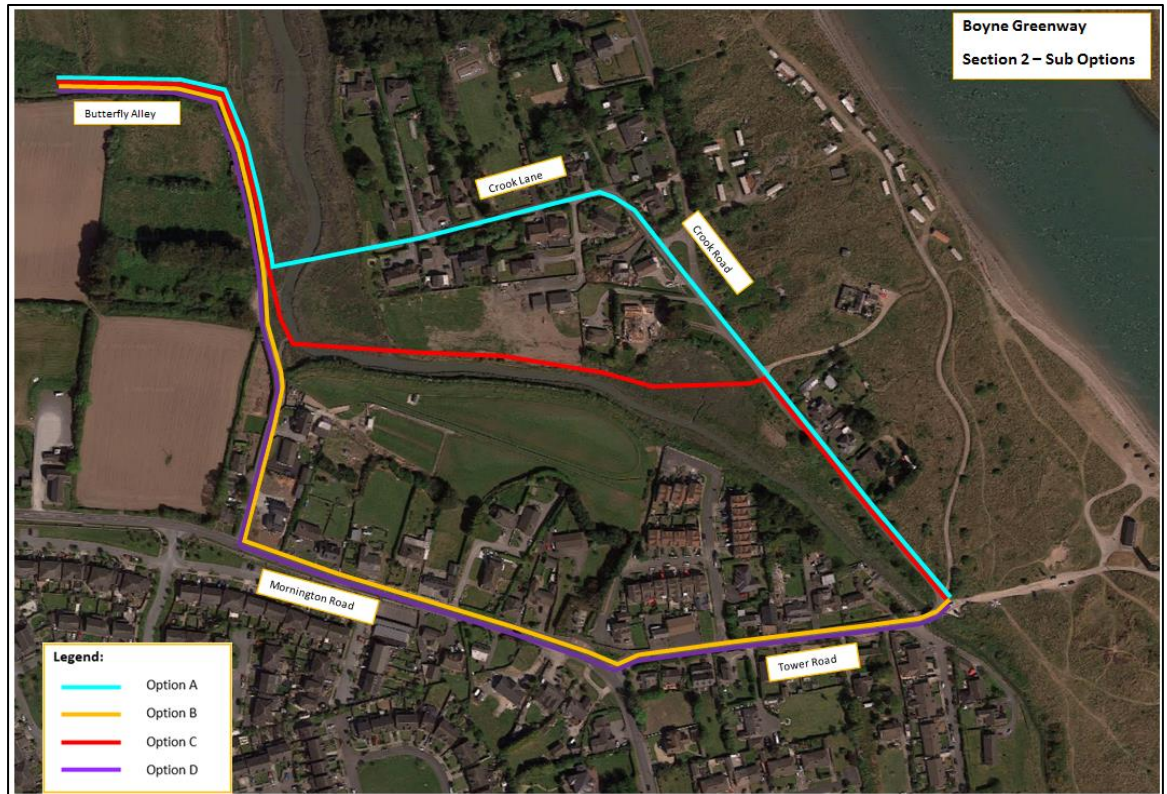 Boyne Greenway
Section 2 – Sub Options
Butterfly Alley
Crook Lane
Crook Road
Mornington Road
Tower Road
Legend:
Option A
Option B
Option C
Option D